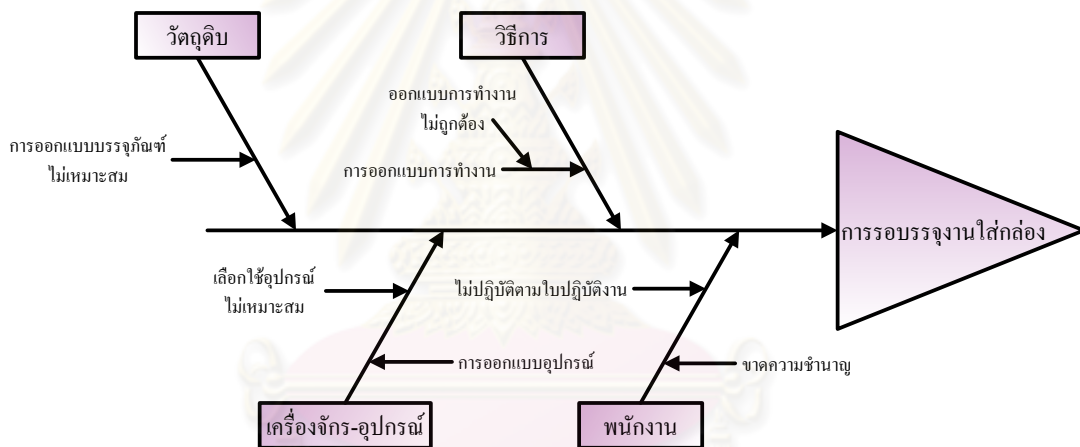 วัตถุดิบ
วิธีการ
ออกแบบการทำงาน
ไม่ถูกต้อง
การออกแบบบรรจุภัณฑ์
ไม่เหมาะสม
การออกแบบการทำงาน
การรอบรรจุงานใส่กล่อง
เลือกใช้อุปกรณ์
ไม่เหมาะสม
ไม่ปฏิบัติตามใบปฏิบัติงาน
การออกแบบอุปกรณ์
ขาดความชำนาญ
เครื่องจักร-อุปกรณ์
พนักงาน